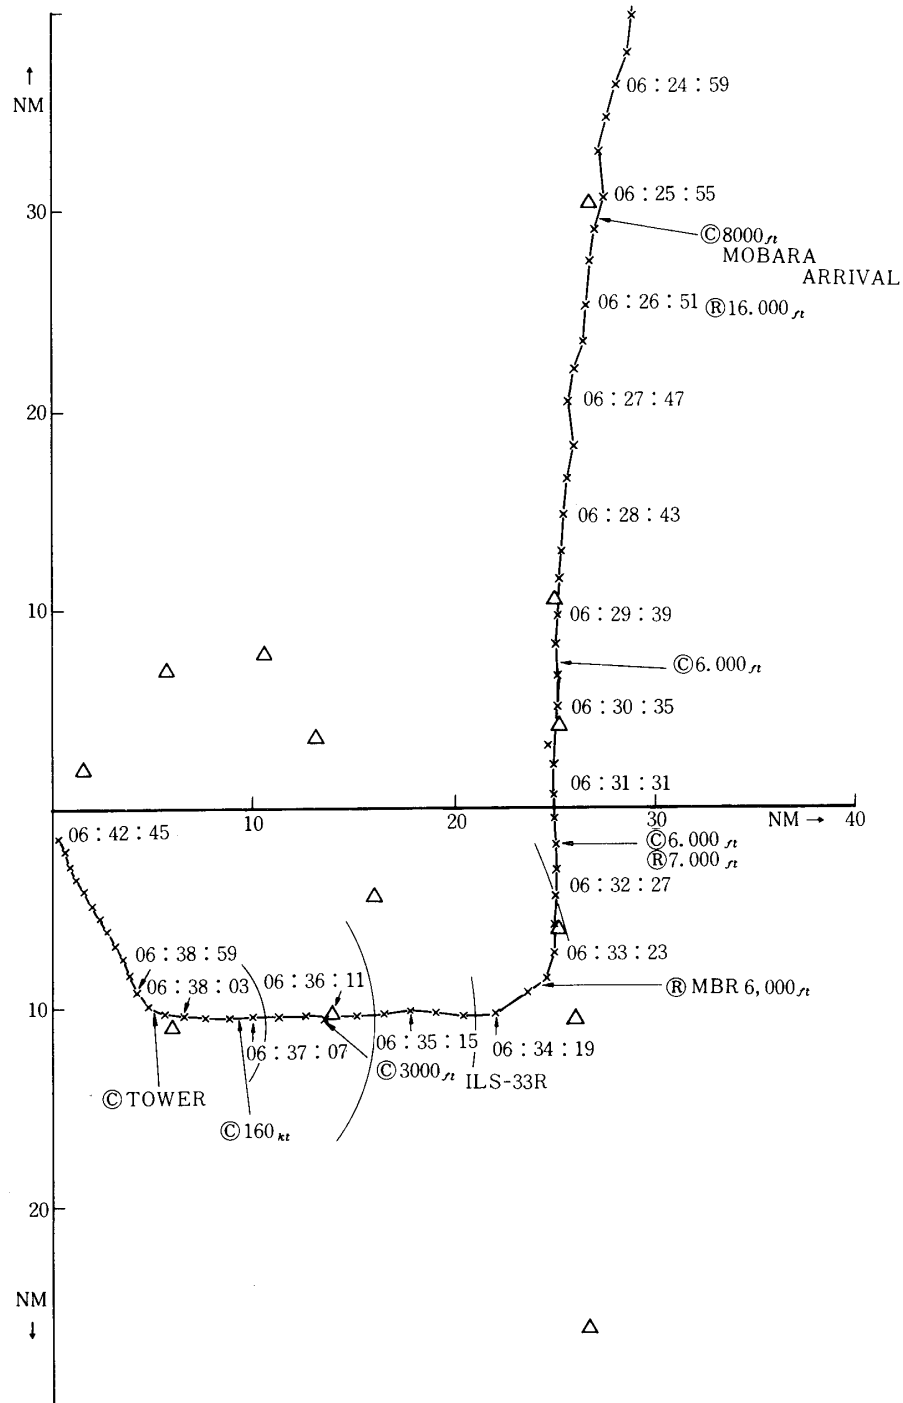 ↑
NM
06 : 24 : 59
06 : 25 : 55
30
Ⓒ8000ft
MOBARA
ARRIVAL
06 : 26 : 51 Ⓡ16.000ft
20
06 : 27 : 47
06 : 28 : 43
10
06 : 29 : 39
Ⓒ6.000ft
06 : 30 : 35
06 : 31 : 31
10
20
30
NM →
40
06 : 42 : 45
Ⓒ6.000ft
Ⓡ7.000ft
06 : 32 : 27
06 : 38 : 59
06 : 33 : 23
06 : 38 : 03
06 : 36 : 11
Ⓡ MBR 6,000ft
10
06 : 37 : 07
06 : 35 : 15
06 : 34 : 19
Ⓒ3000ft
ILS-33R
Ⓒ TOWER
Ⓒ160kt
20
NM
↓